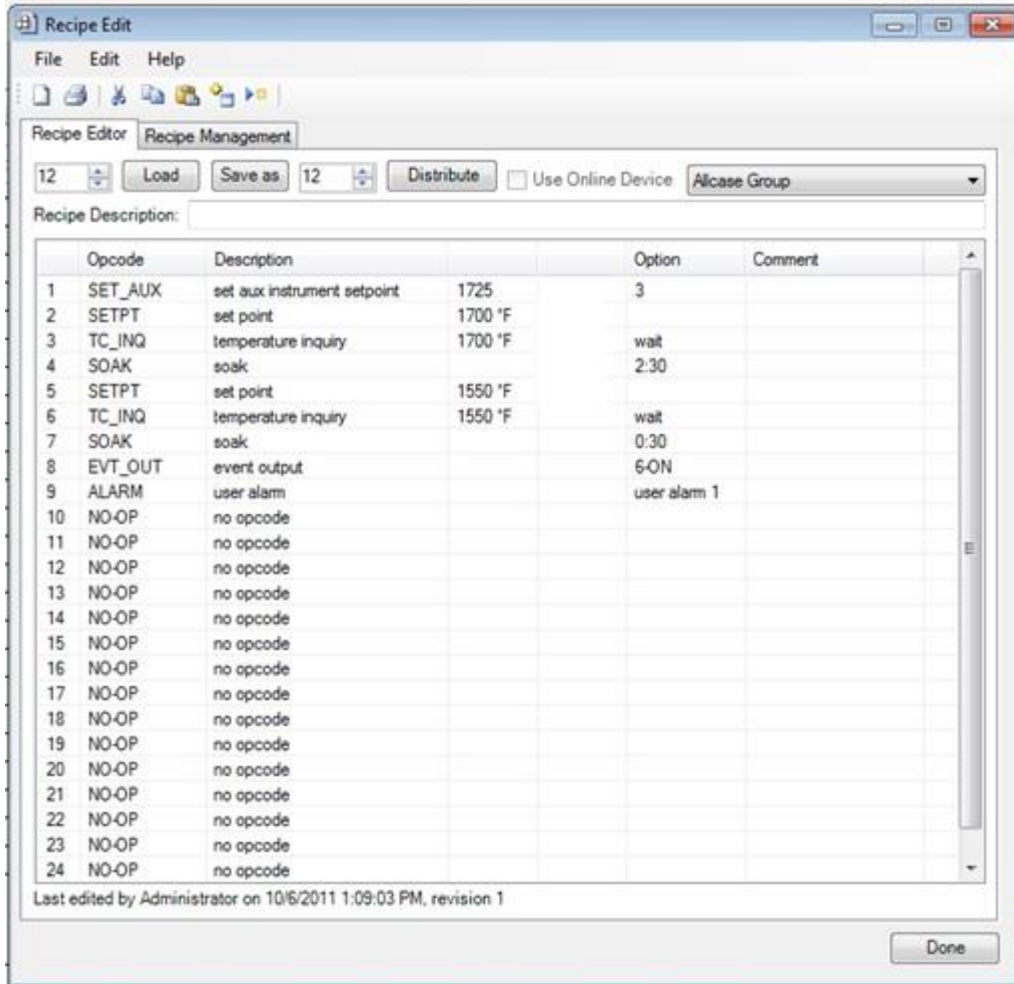 Recipe Edit
File Edit Help
Recipe Editor Recipe Management
12 Load Save as 12 Distribute Use Online Device Allcase Group
Recipe Description:
Opcode Description Option Comment
1 SET_AUX set aux instrument setpoint 1725 3
2 SETPT set point 1700 °F
3 TC_INQ temperature inquiry 1700 °F wait
4 SOAK soak 2:30
5 SETPT set point 1550 °F
6 TC_INQ temperature inquiry 1550 °F wait
7 SOAK soak 0:30
8 EVT_OUT event output 6-ON
9 ALARM user alarm user alarm 1
10 NO-OP no opcode
11 NO-OP no opcode
12 NO-OP no opcode
13 NO-OP no opcode
14 NO-OP no opcode
15 NO-OP no opcode
16 NO-OP no opcode
17 NO-OP no opcode
18 NO-OP no opcode
19 NO-OP no opcode
20 NO-OP no opcode
21 NO-OP no opcode
22 NO-OP no opcode
23 NO-OP no opcode
24 NO-OP no opcode
Last edited by Administrator on 10/6/2011 1:09:03 PM, revision 1
Done